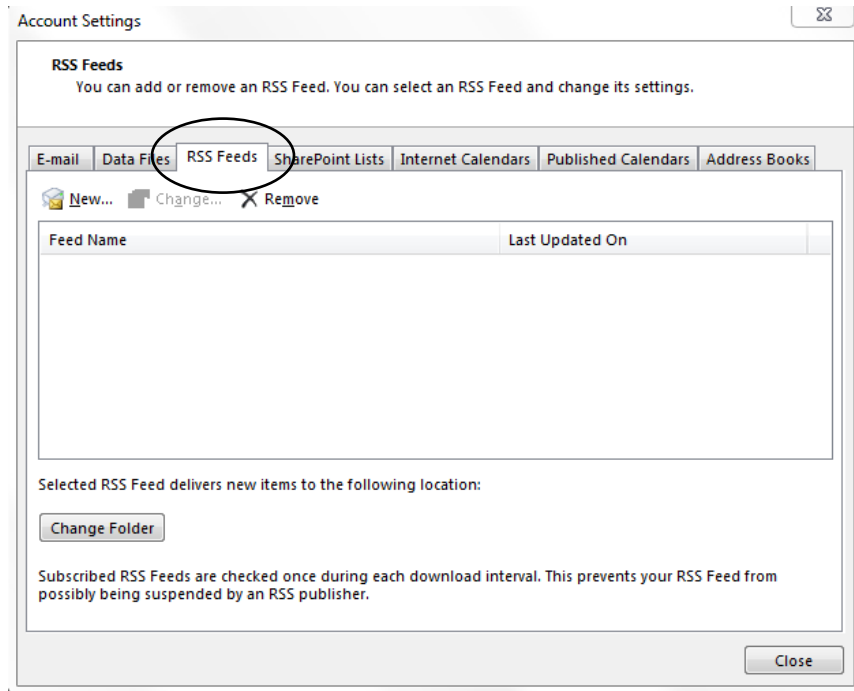 Account Settings
RSS Feeds
You can add or remove an RSS Feed. You can select an RSS Feed and change its settings.
E-mail Data Files RSS Feeds SharePoint Lists Internet Calendars Published Calendars Address Books
New... Change... Remove
Feed Name Last Updated On
Selected RSS Feed delivers new items to the following location:
Change Folder
Subscribed RSS Feeds are checked once during each download interval. This prevents your RSS Feed from
possibly being suspended by an RSS publisher.
Close